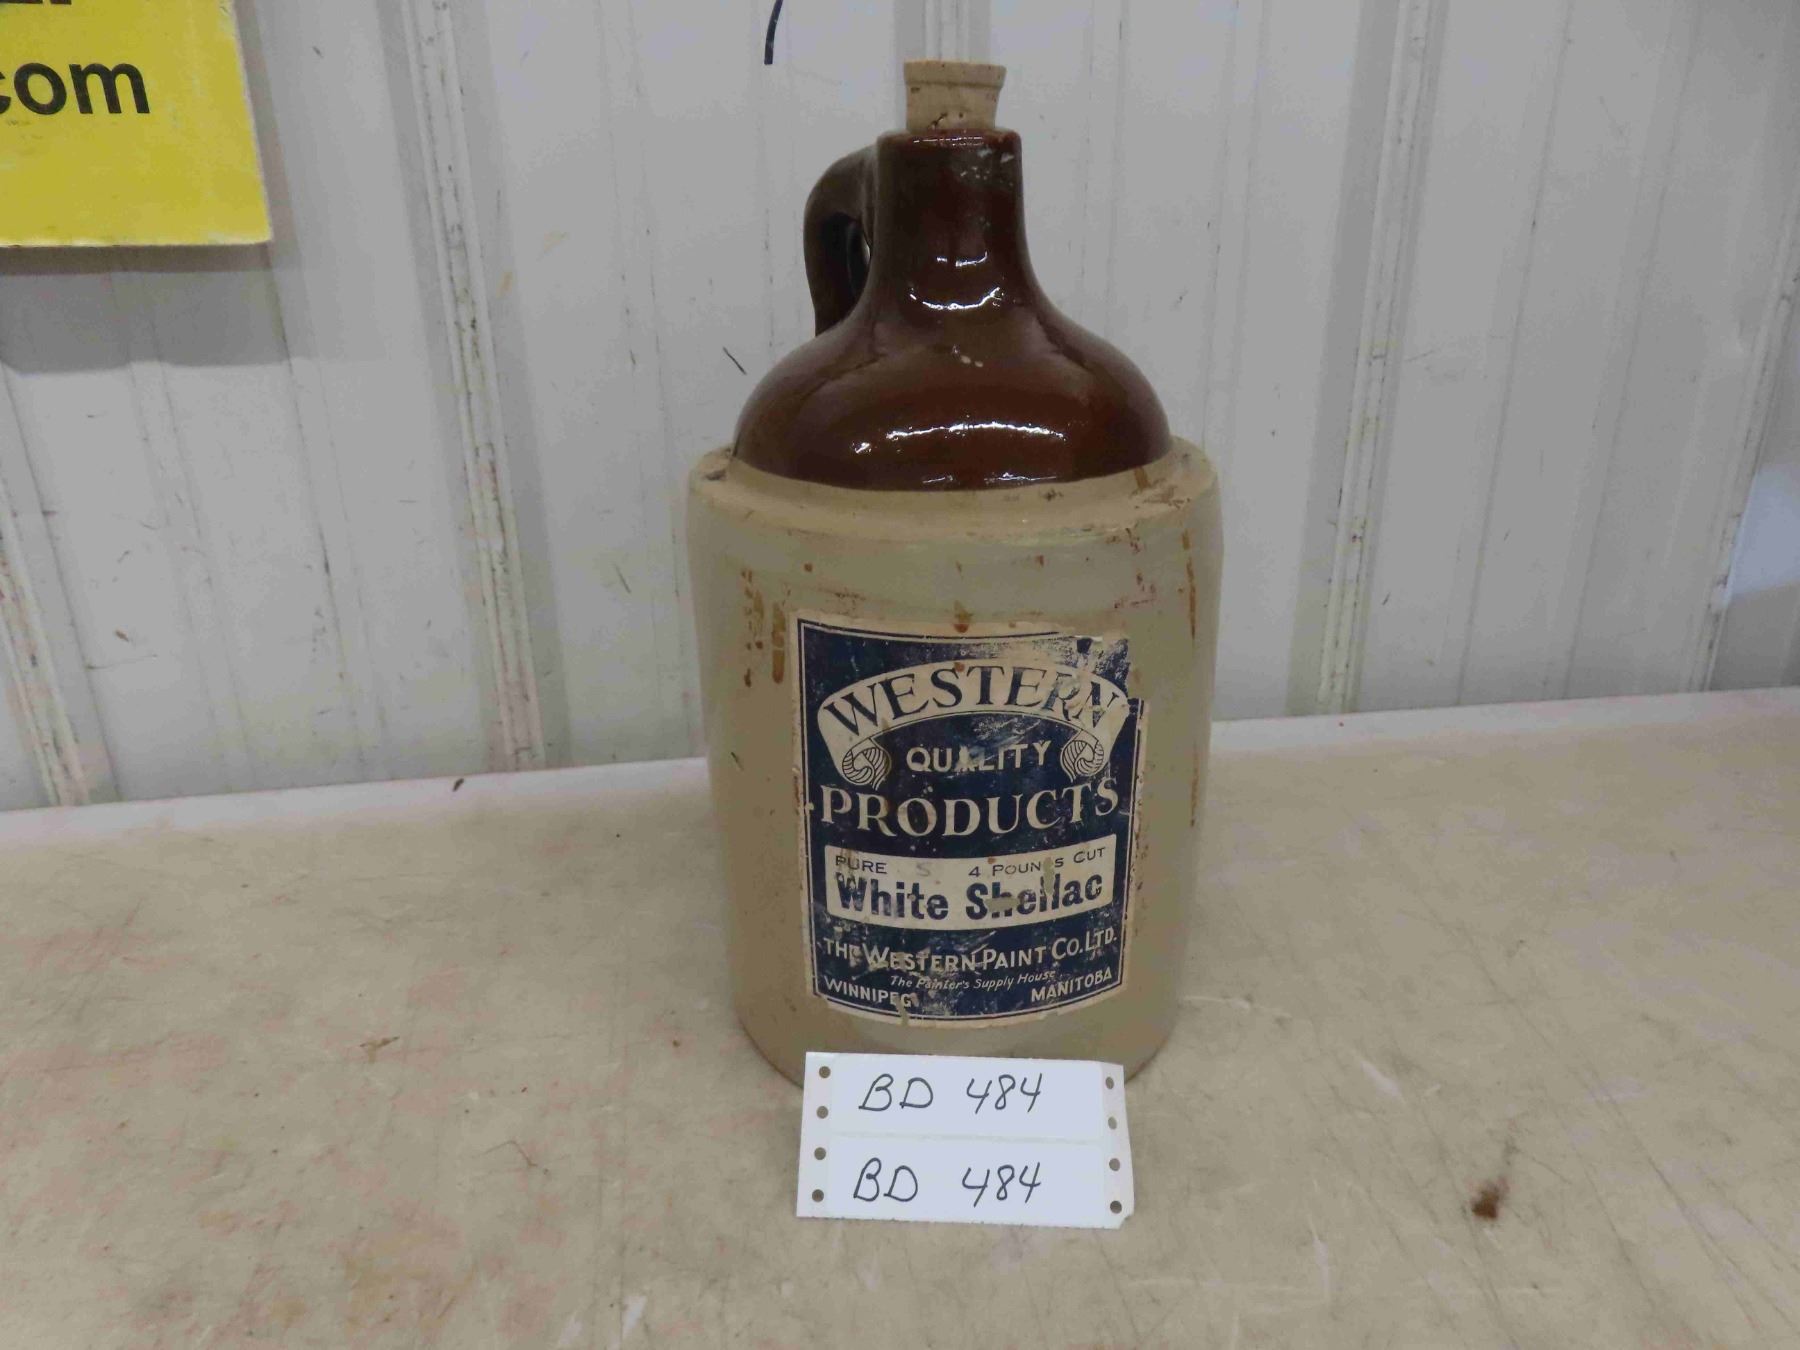 com
WESTERN
QUALITY
PRODUCTS
PURE 4 POUNDS CUT
White Shellac
THE WESTERN PAINT CO. LTD.
The Painter's Supply House
WINNIPEG MANITOBA
BD 484
BD 484